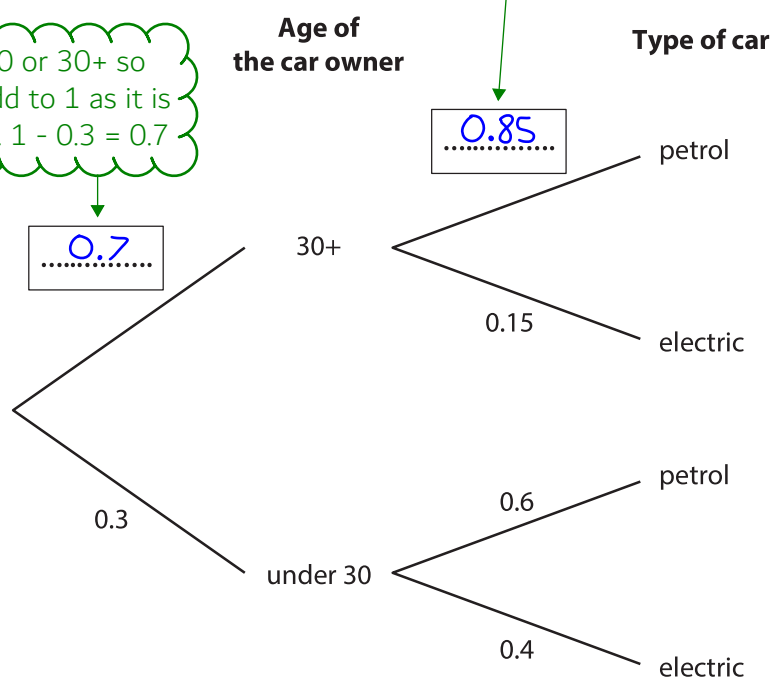 Age of
the car owner
Type of car
0 or 30+ so
to 1 as it is
1 - 0.3 = 0.7
0.85
petrol
0.7
30+
0.15
electric
petrol
0.6
0.3
under 30
0.4
electric